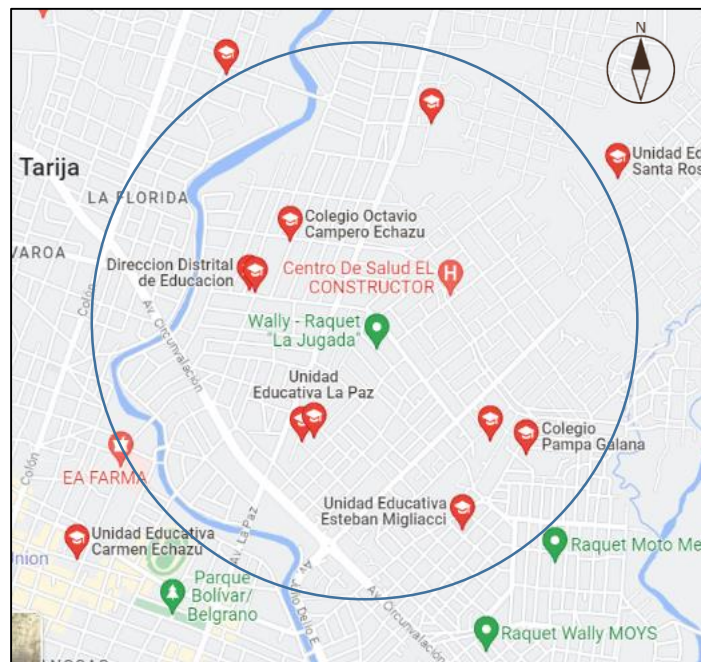 N
Unidad Ed
Santa Ros
Tarija
LA FLORIDA
VAROA
Colegio Octavio
Campero Echazu
Direccion Distrital
de Educacion
Centro De Salud EL
CONSTRUCTOR
H
Colón
Av. Circunvalación
Wally - Raquet
"La Jugada"
Unidad
Educativa La Paz
Colegio
Pampa Galana
Colón
EA FARMA
Unidad Educativa
Esteban Migliacci
Unidad Educativa
Carmen Echazu
Union
Av. La Paz
Raquet Moto Me
Parque
Bolívar/
Belgrano
Av. Julio Delio E.
Av. Circunvalación
Raquet Wally MOYS